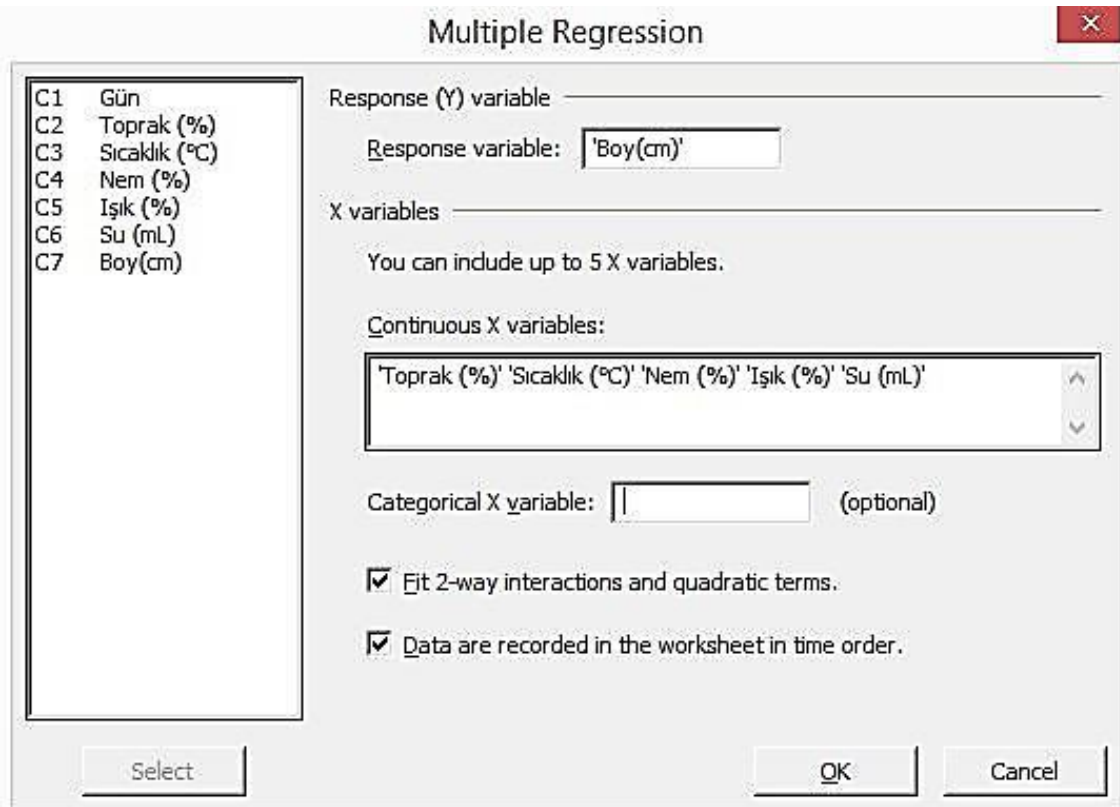 Multiple Regression
C1 Gün
C2 Toprak (%)
C3 Sıcaklık (ºC)
C4 Nem (%)
C5 Işık (%)
C6 Su (mL)
C7 Boy(cm)
Response (Y) variable
Response variable: 'Boy(cm)'
X variables
You can include up to 5 X variables.
Continuous X variables:
'Toprak (%)' 'Sıcaklık (ºC)' 'Nem (%)' 'Işık (%)' 'Su (mL)'
Categorical X variable: (optional)
Fit 2-way interactions and quadratic terms.
Data are recorded in the worksheet in time order.
Select OK Cancel